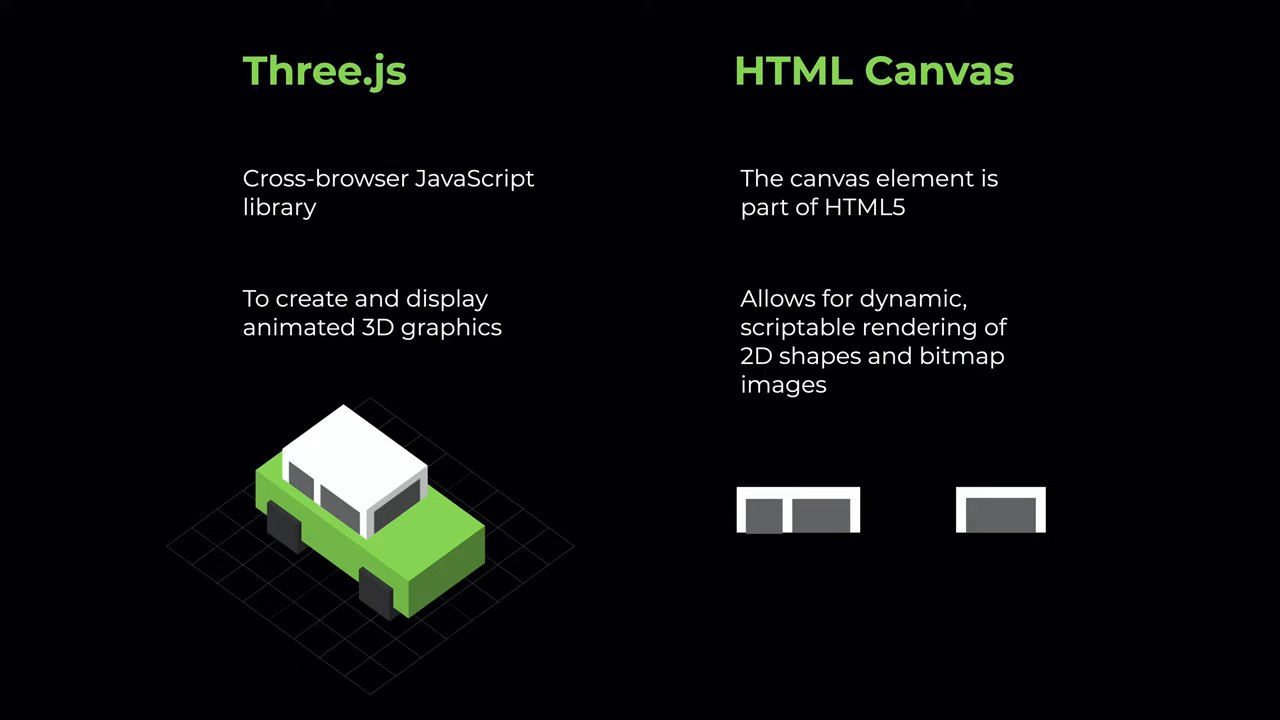 Three.js
Cross-browser JavaScript
library
To create and display
animated 3D graphics
HTML Canvas
The canvas element is
part of HTML5
Allows for dynamic,
scriptable rendering of
2D shapes and bitmap
images